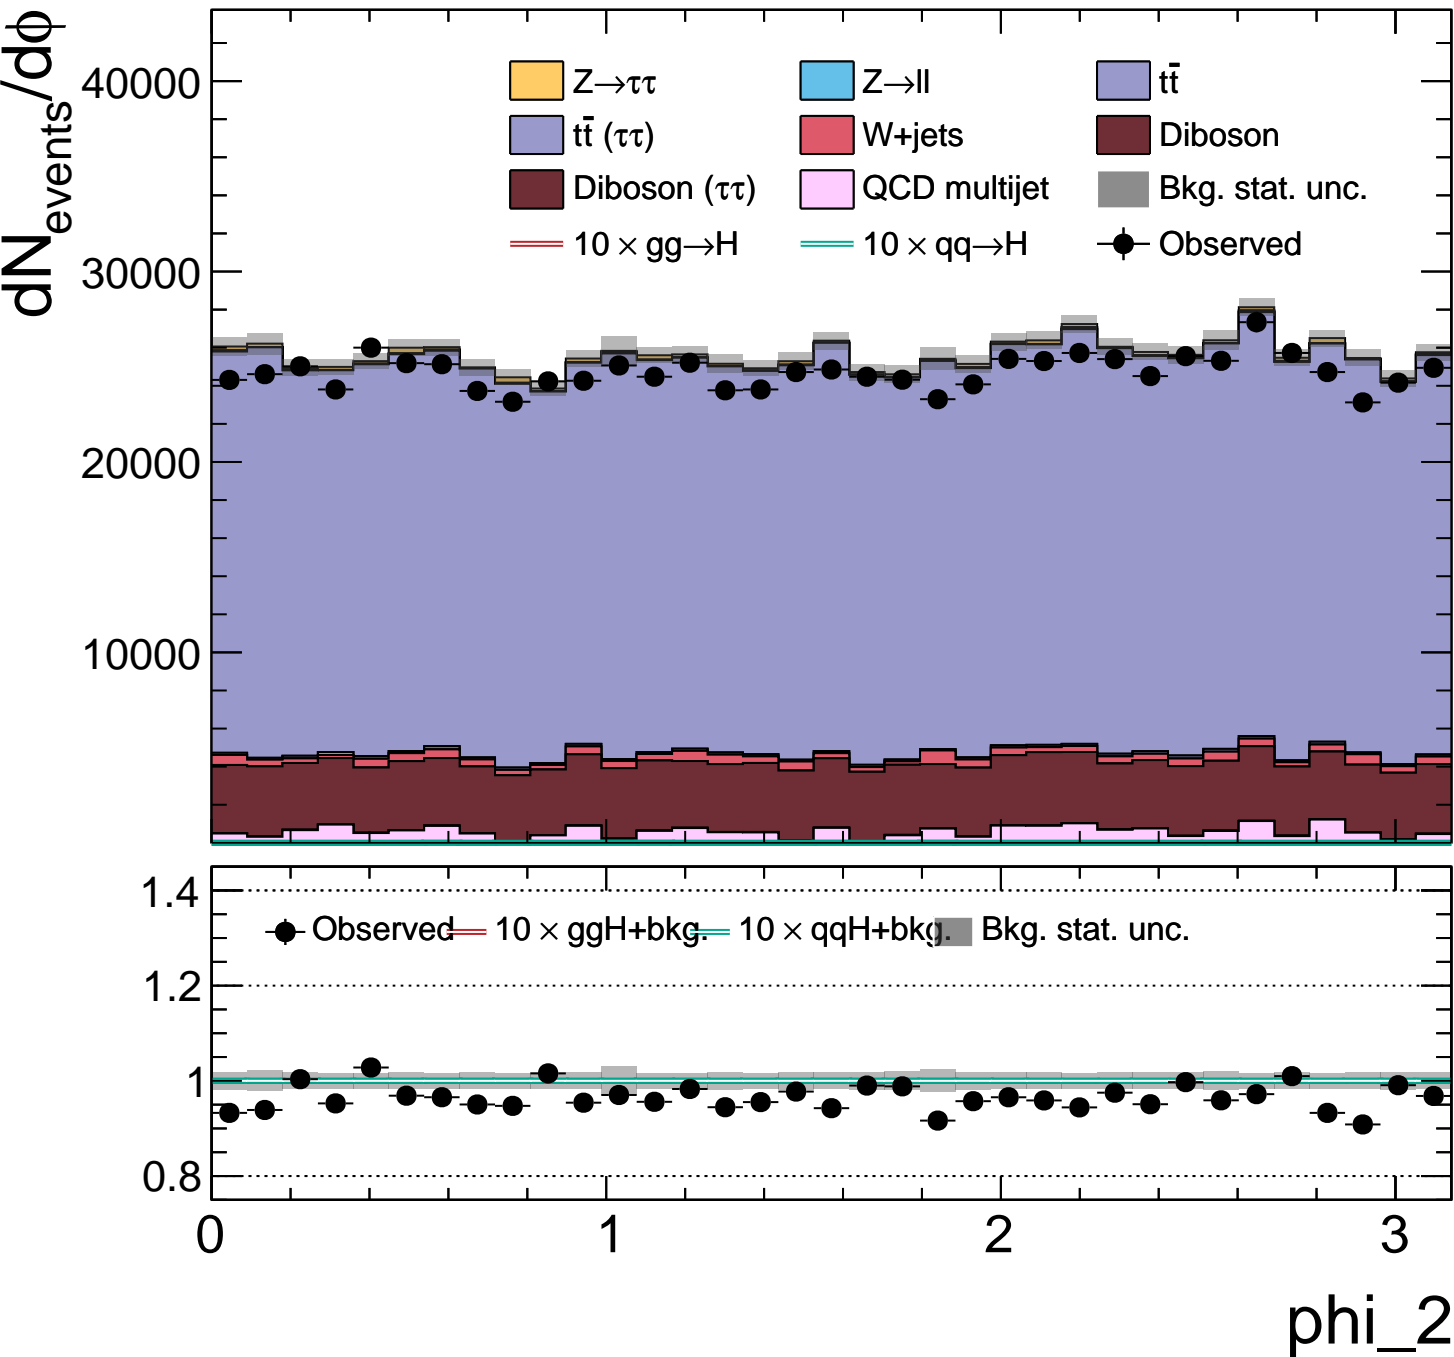 dN_events/dϕ
40000
30000
20000
10000
Z→ττ Z→ll tt̄
tt̄ (ττ) W+jets Diboson
Diboson (ττ) QCD multijet Bkg. stat. unc.
10 × gg→H 10 × qq→H Observed
1.4
1.2
1
0.8
Observed 10 × ggH+bkg. 10 × qqH+bkg. Bkg. stat. unc.
0 1 2 3
phi_2